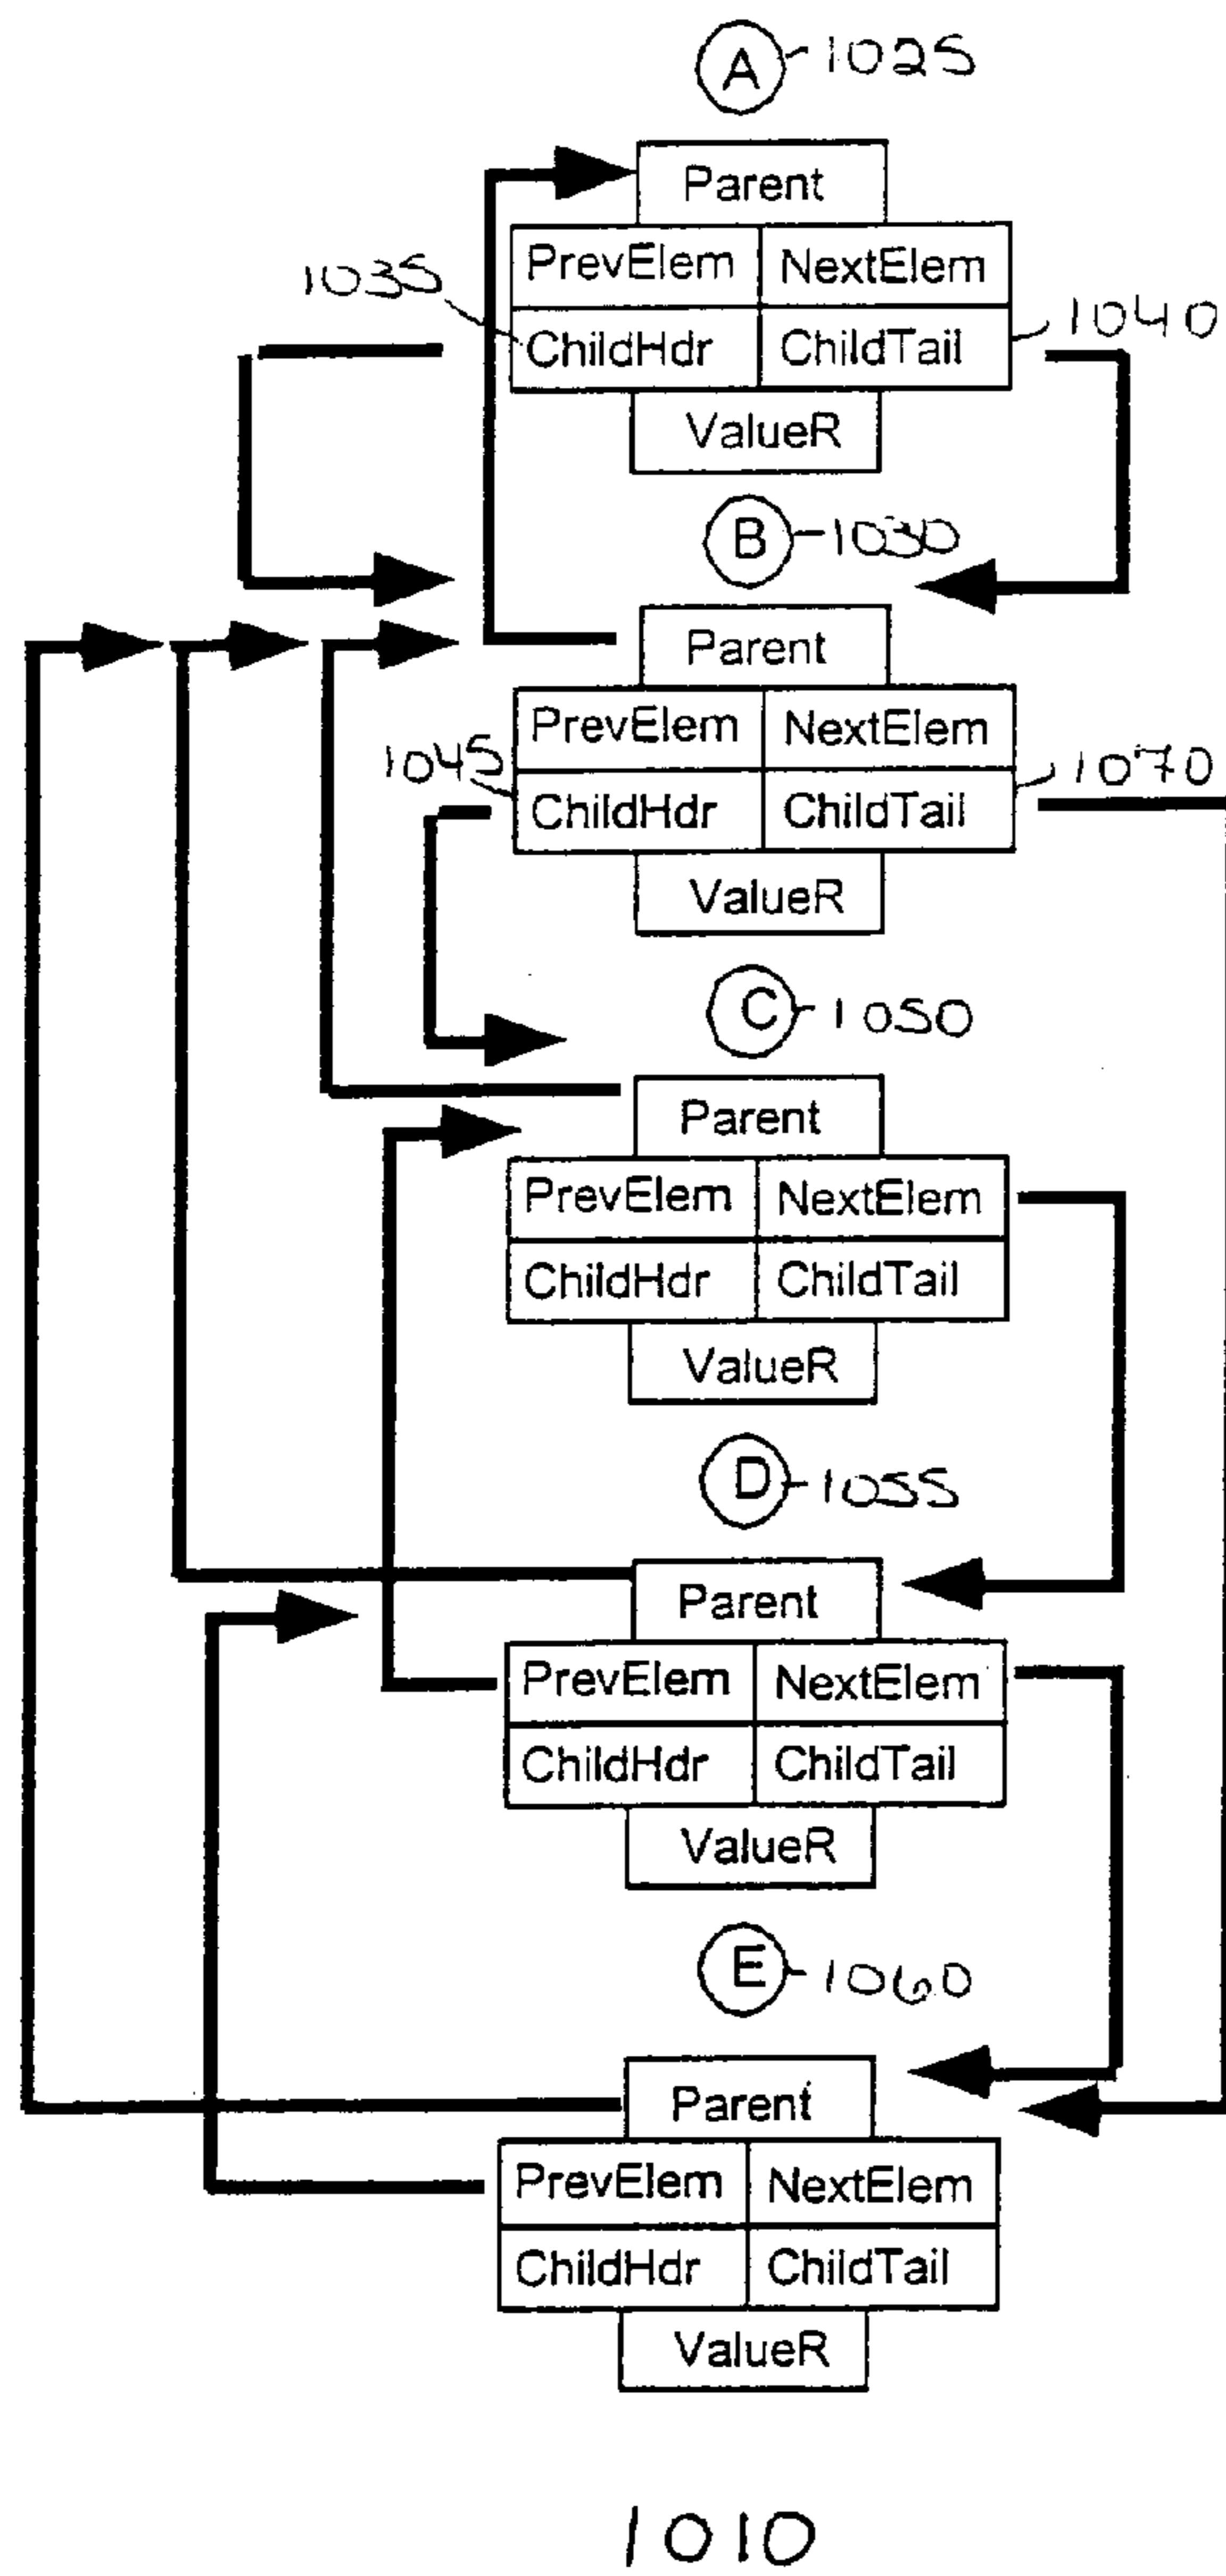 A 1025
Parent
PrevElem NextElem
1035 ChildHdr ChildTail 1040
ValueR
B 1030
Parent
PrevElem NextElem
1045 ChildHdr ChildTail 1070
ValueR
C 1050
Parent
PrevElem NextElem
ChildHdr ChildTail
ValueR
D 1055
Parent
PrevElem NextElem
ChildHdr ChildTail
ValueR
E 1060
Parent
PrevElem NextElem
ChildHdr ChildTail
ValueR
1010